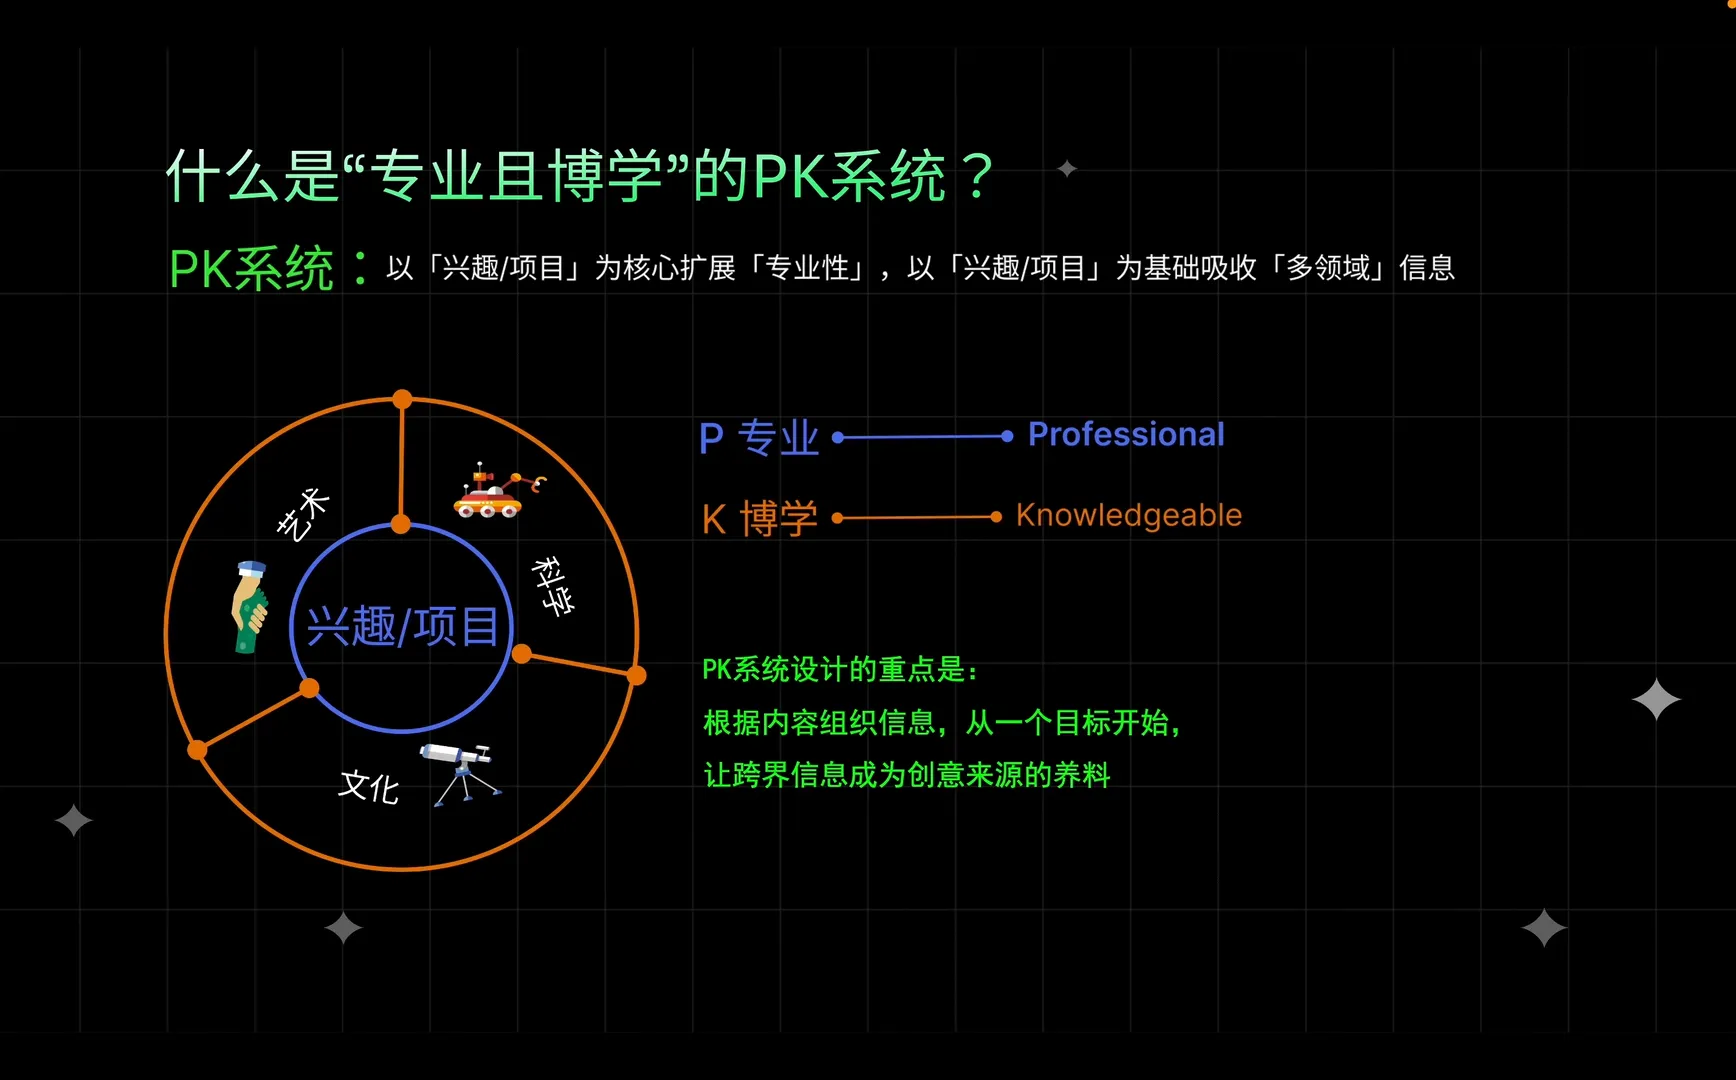 什么是“专业且博学”的PK系统？
PK系统：以「兴趣/项目」为核心扩展「专业性」，以「兴趣/项目」为基础吸收「多领域」信息
艺术
科学
兴趣/项目
文化
P 专业
Professional
K 博学
Knowledgeable
PK系统设计的重点是：
根据内容组织信息，从一个目标开始，
让跨界信息成为创意来源的养料